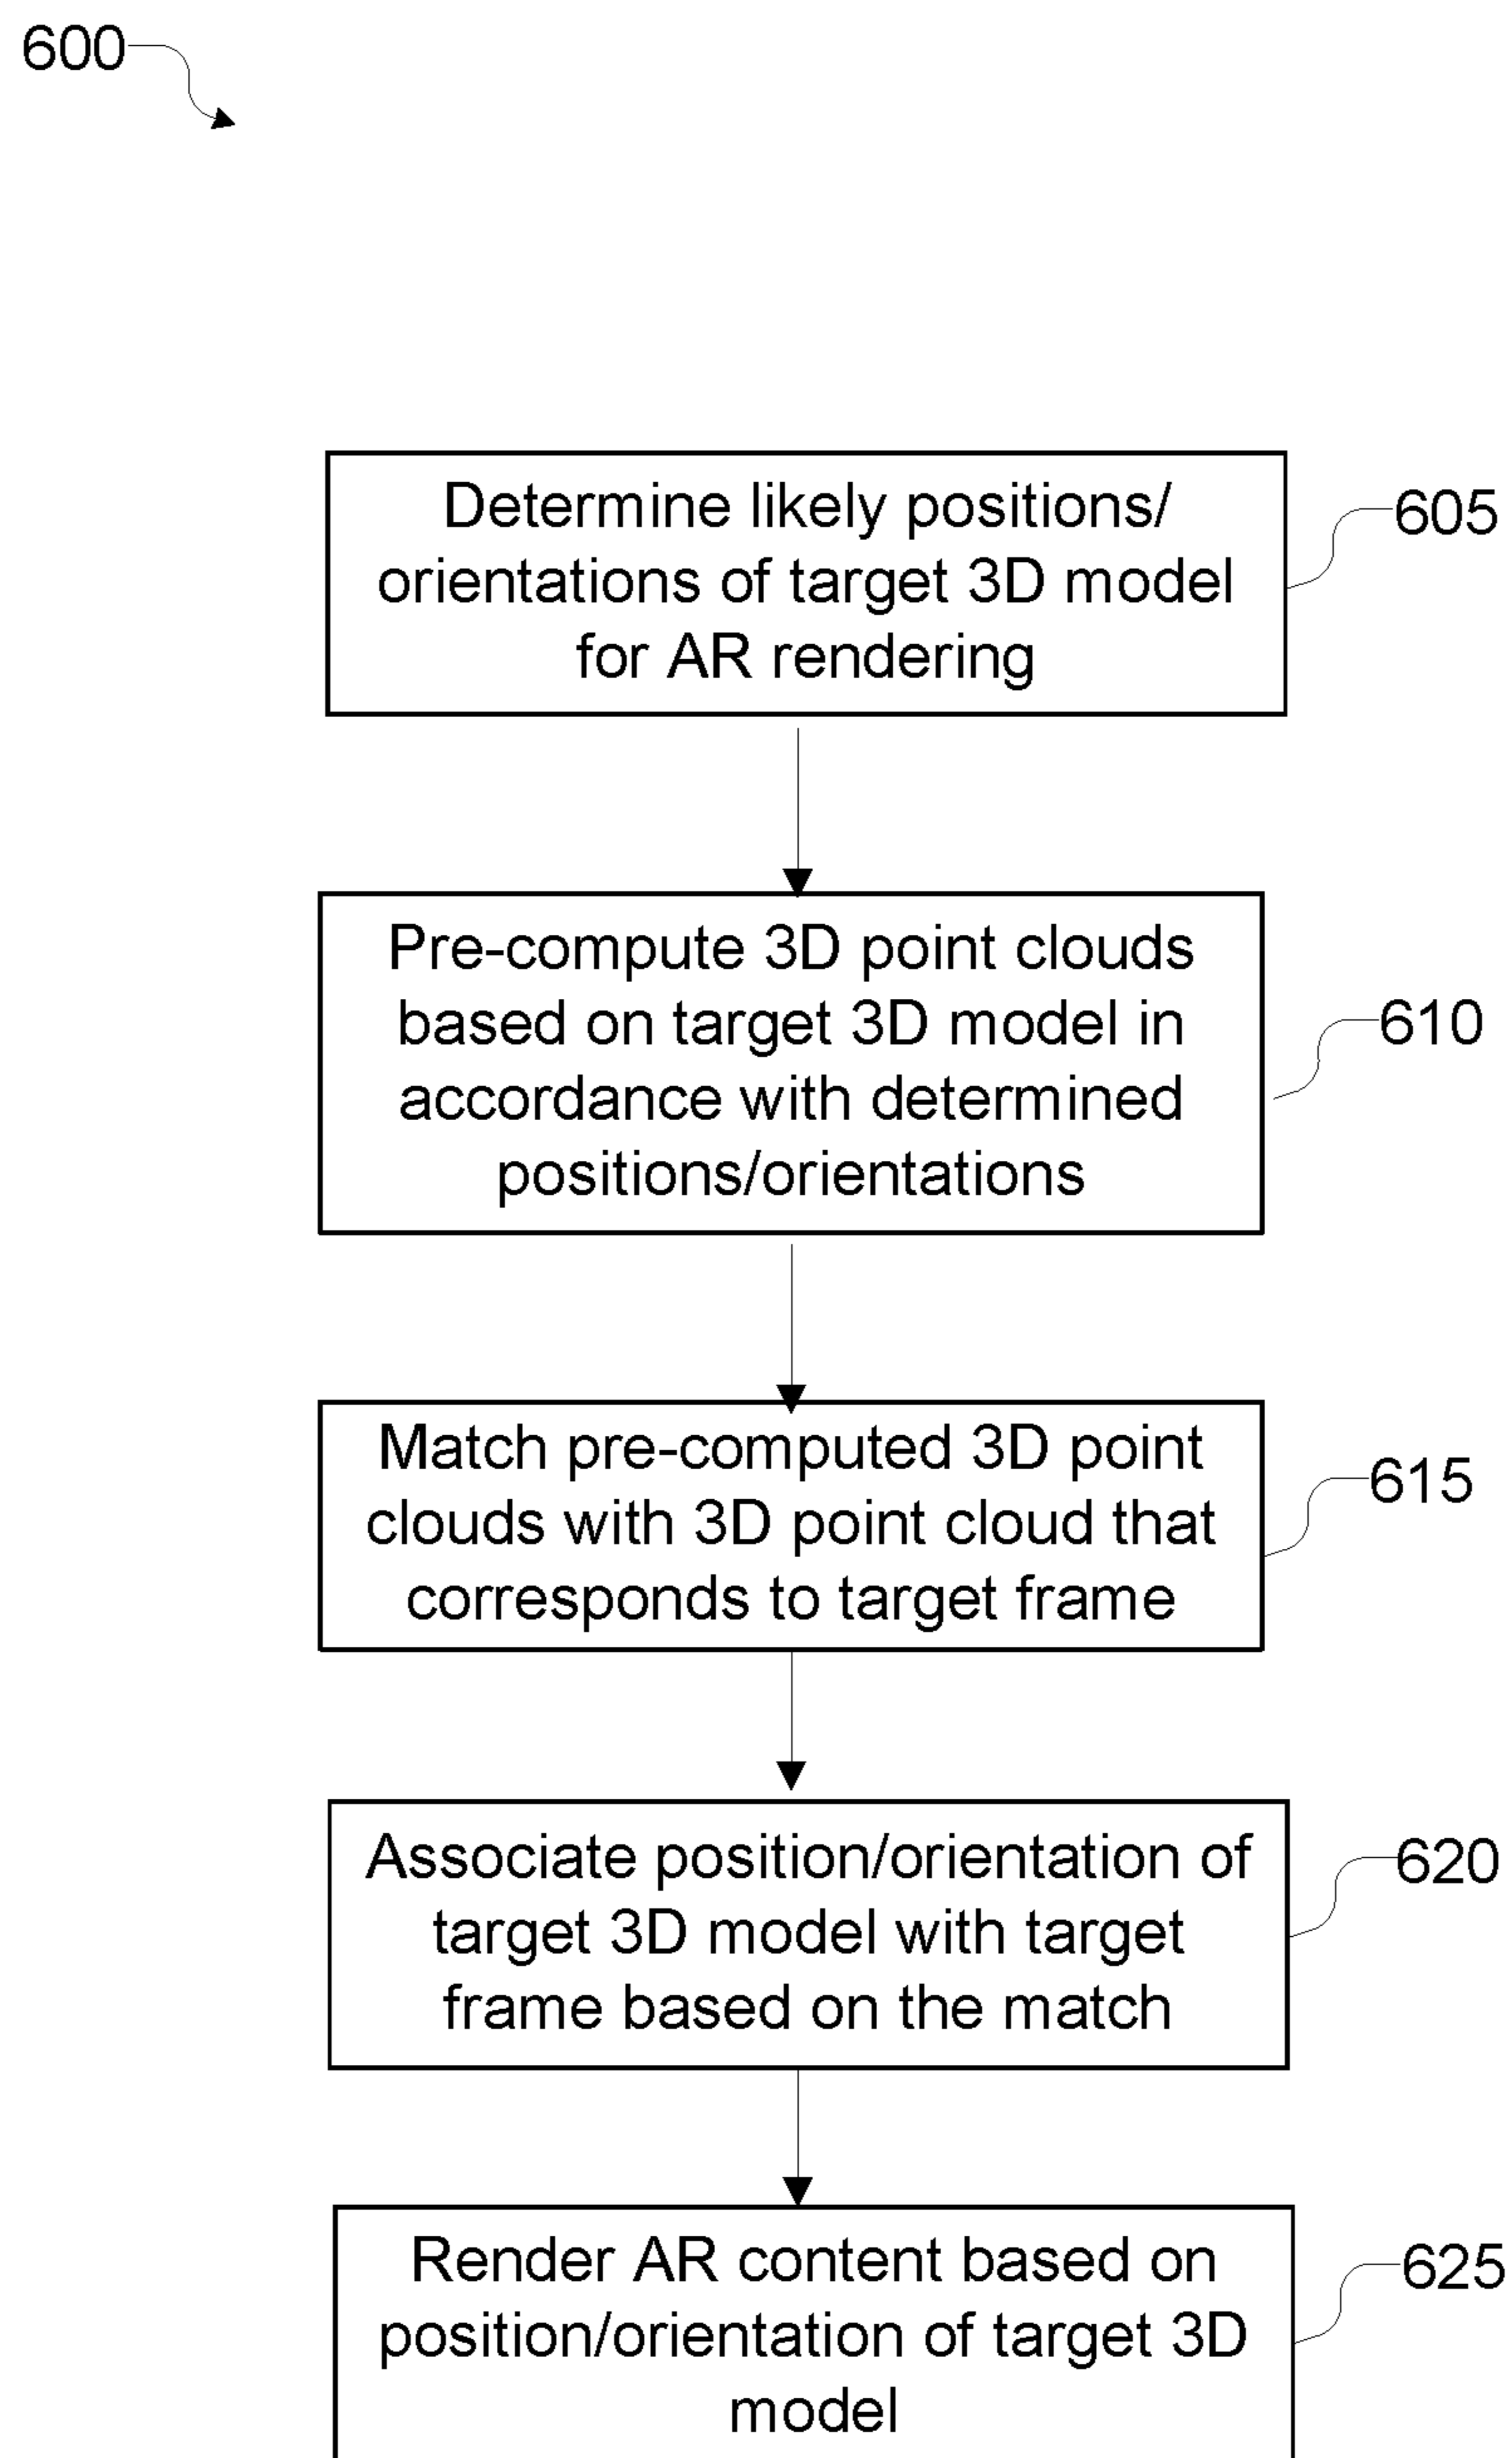 600
Determine likely positions/
orientations of target 3D model
for AR rendering
605
Pre-compute 3D point clouds
based on target 3D model in
accordance with determined
positions/orientations
610
Match pre-computed 3D point
clouds with 3D point cloud that
corresponds to target frame
615
Associate position/orientation of
target 3D model with target
frame based on the match
620
Render AR content based on
position/orientation of target 3D
model
625